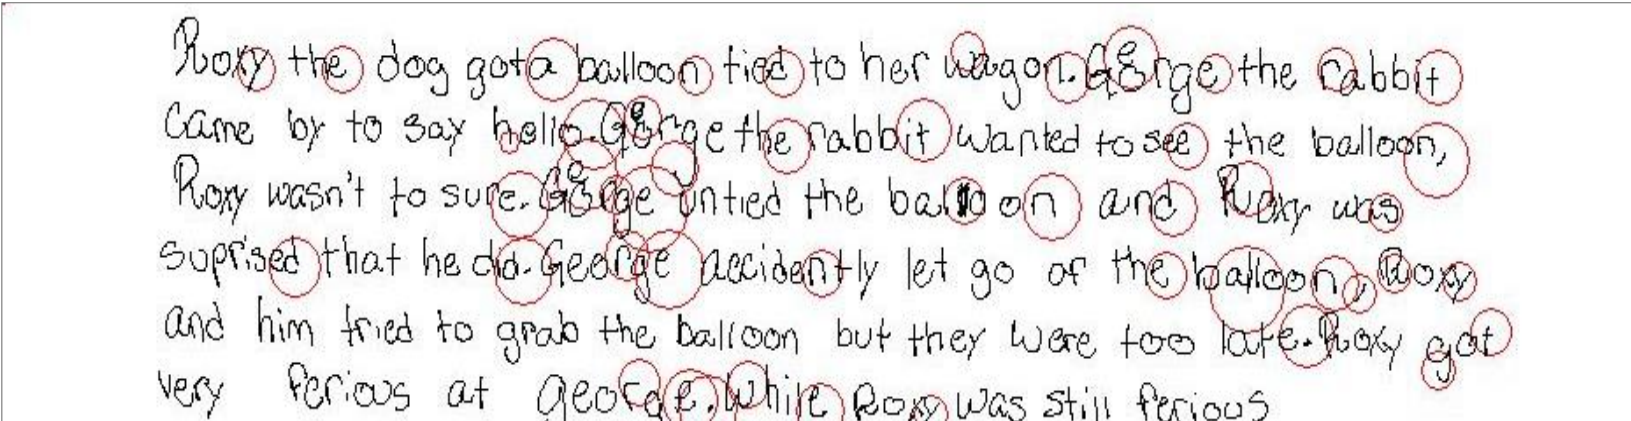 Roxy the dog got a balloon tied to her wagon. George the rabbit
came by to say hello. George the rabbit wanted to see the balloon,
Roxy wasn't to sure. George untied the balloon and Roxy was
suprised that he did. George accidently let go of the balloon, Roxy
and him tried to grab the balloon but they were too late. Roxy got
very ferious at george. While Roxy was still ferious